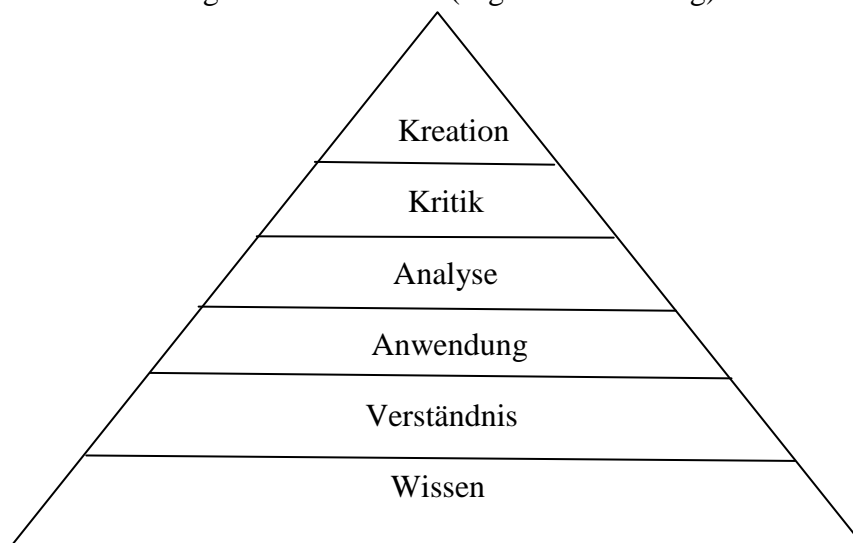 Kreation
Kritik
Analyse
Anwendung
Verständnis
Wissen